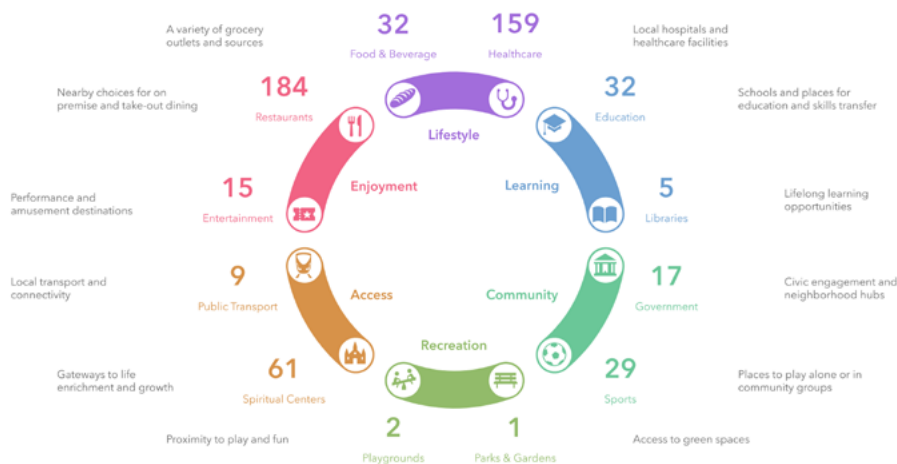 A variety of grocery
outlets and sources
32
Food & Beverage
159
Healthcare
Local hospitals and
healthcare facilities
Nearby choices for on
premise and take-out dining
184
Restaurants
Lifestyle
32
Education
Schools and places for
education and skills transfer
Performance and
amusement destinations
15
Entertainment
Enjoyment
Learning
5
Libraries
Lifelong learning
opportunities
Local transport and
connectivity
9
Public Transport
Access
Community
17
Government
Civic engagement and
neighborhood hubs
Gateways to life
enrichment and growth
61
Spiritual Centers
Recreation
29
Sports
Places to play alone or in
community groups
Proximity to play and fun
2
Playgrounds
1
Parks & Gardens
Access to green spaces